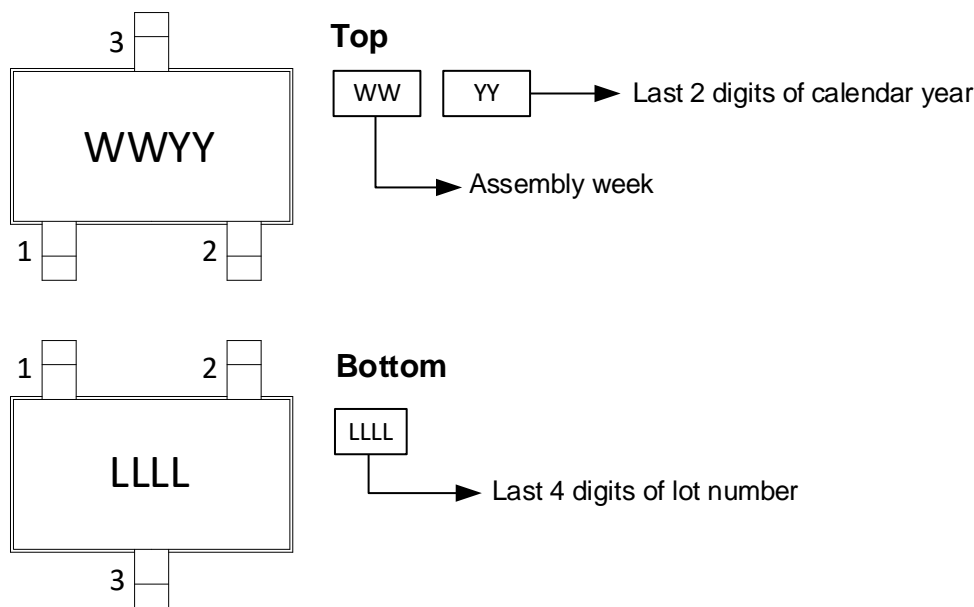 3
Top
WWYY
WW
YY
Last 2 digits of calendar year
Assembly week
1
2
1
2
Bottom
LLLL
LLLL
Last 4 digits of lot number
3